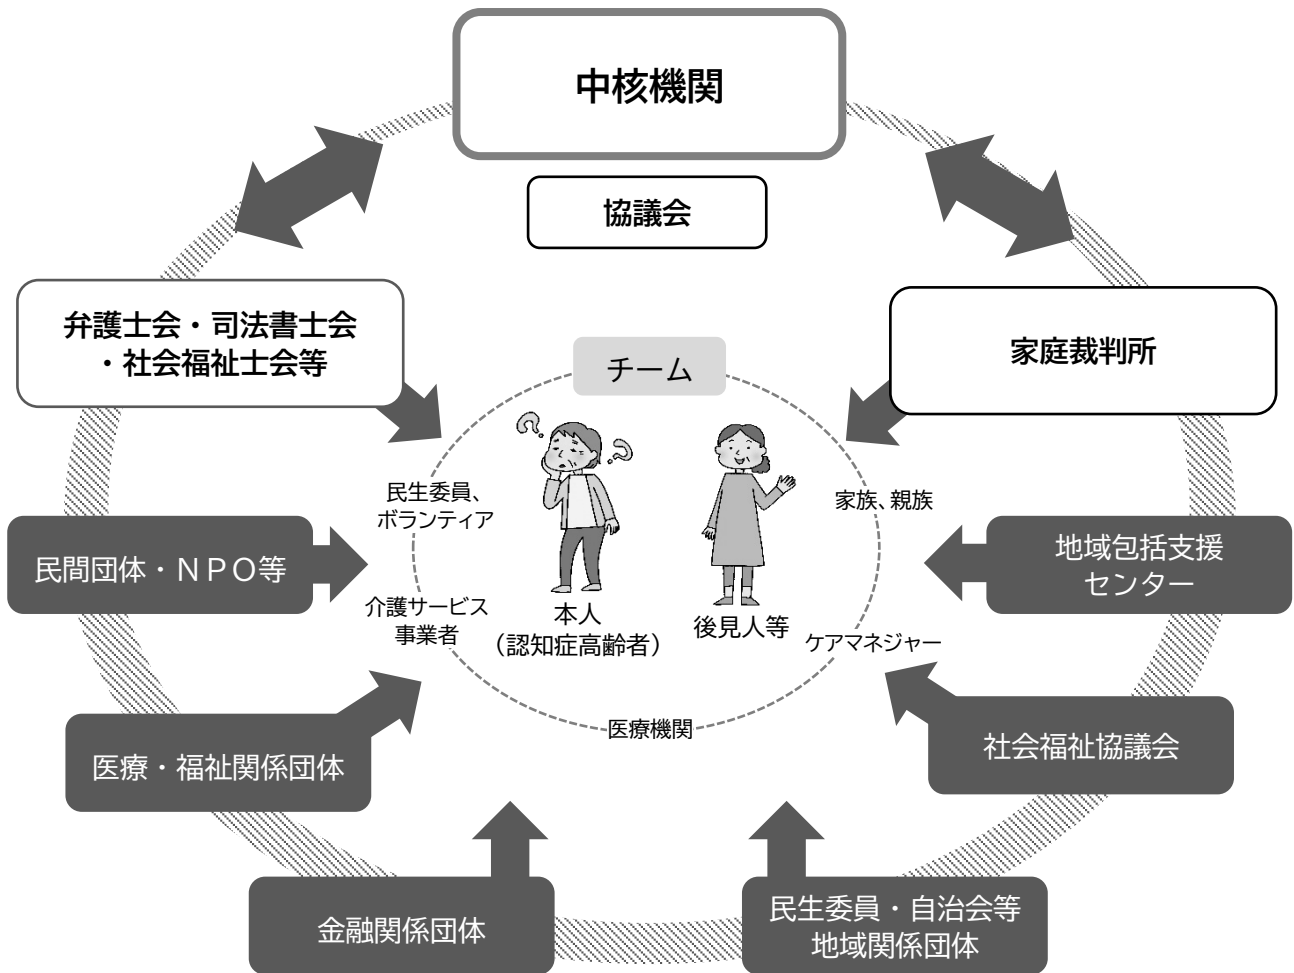 中核機関
協議会
弁護士会・司法書士会
・社会福祉士会等
家庭裁判所
チーム
民生委員、
ボランティア
家族、親族
民間団体・ＮＰＯ等
地域包括支援
センター
介護サービス
事業者
本人
（認知症高齢者）
後見人等
ケアマネジャー
医療機関
医療・福祉関係団体
社会福祉協議会
金融関係団体
民生委員・自治会等
地域関係団体